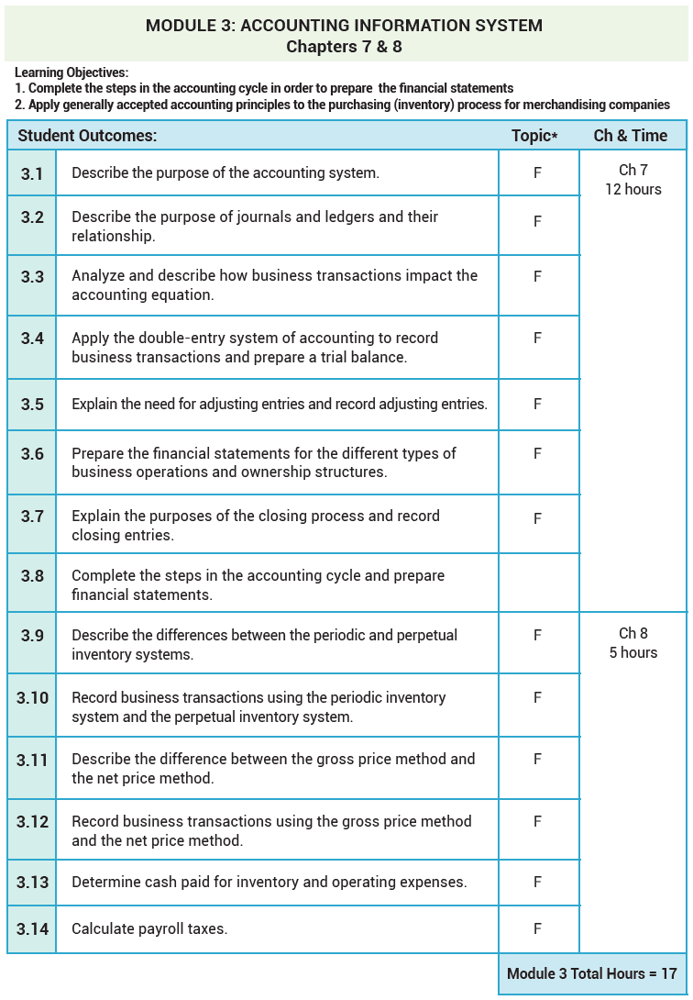 MODULE 3: ACCOUNTING INFORMATION SYSTEM
Chapters 7 & 8
Learning Objectives:
1. Complete the steps in the accounting cycle in order to prepare the financial statements
2. Apply generally accepted accounting principles to the purchasing (inventory) process for merchandising companies
Student Outcomes: Topic* Ch & Time
3.1 Describe the purpose of the accounting system. F Ch 7
12 hours
3.2 Describe the purpose of journals and ledgers and their F
relationship.
3.3 Analyze and describe how business transactions impact the F
accounting equation.
3.4 Apply the double-entry system of accounting to record F
business transactions and prepare a trial balance.
3.5 Explain the need for adjusting entries and record adjusting entries. F
3.6 Prepare the financial statements for the different types of F
business operations and ownership structures.
3.7 Explain the purposes of the closing process and record F
closing entries.
3.8 Complete the steps in the accounting cycle and prepare
financial statements.
3.9 Describe the differences between the periodic and perpetual F Ch 8
inventory systems. 5 hours
3.10 Record business transactions using the periodic inventory F
system and the perpetual inventory system.
3.11 Describe the difference between the gross price method and F
the net price method.
3.12 Record business transactions using the gross price method F
and the net price method.
3.13 Determine cash paid for inventory and operating expenses. F
3.14 Calculate payroll taxes. F
Module 3 Total Hours = 17